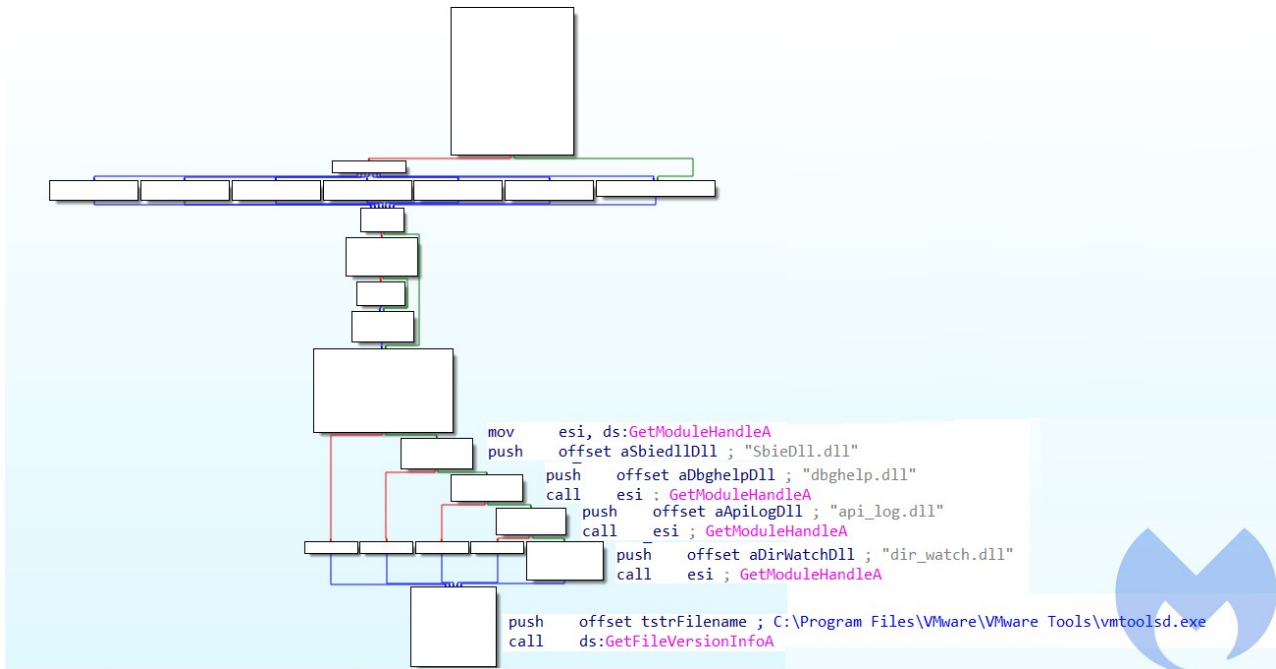 mov esi, ds:GetModuleHandleA
push offset aSbiedllDll ; "SbieDll.dll"
push offset aDbghelpDll ; "dbghelp.dll"
call esi ; GetModuleHandleA
push offset aApiLogDll ; "api_log.dll"
call esi ; GetModuleHandleA
push offset aDirWatchDll ; "dir_watch.dll"
call esi ; GetModuleHandleA
push offset tstrFilename ; C:\Program Files\VMware\VMware Tools\vmtoolsd.exe
call ds:GetFileVersionInfoA